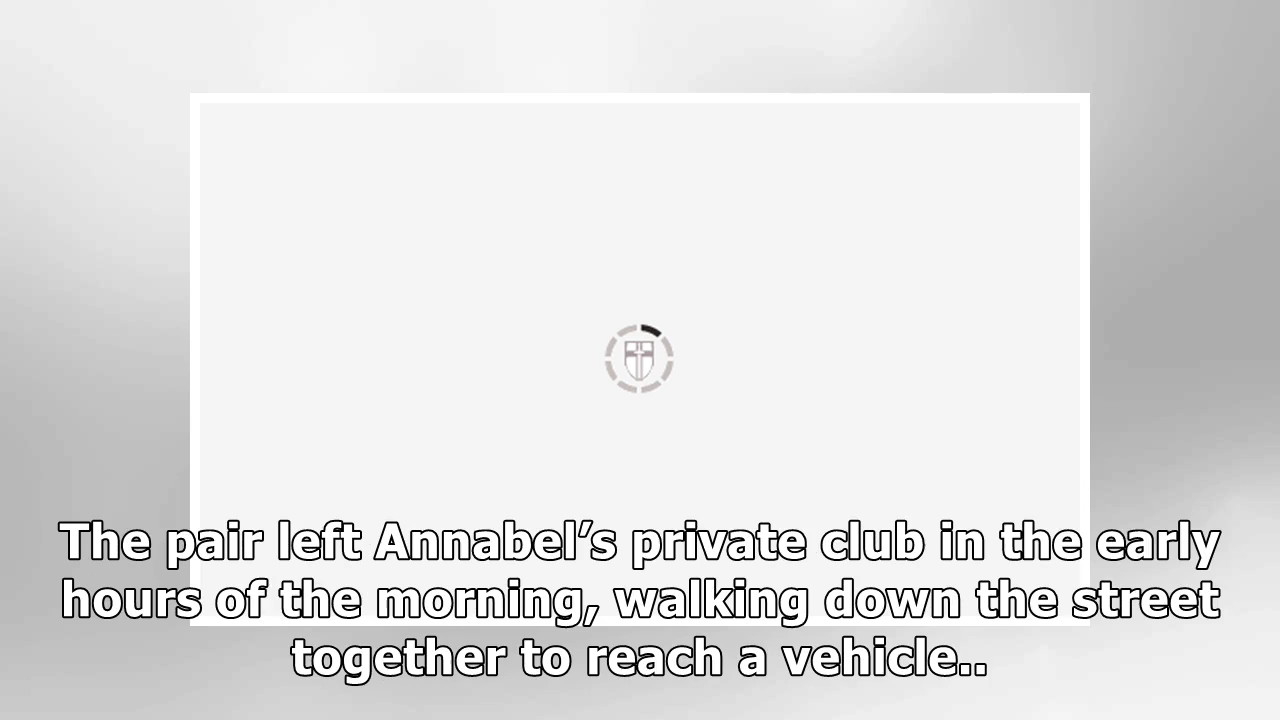 The pair left Annabel’s private club in the early
hours of the morning, walking down the street
together to reach a vehicle..